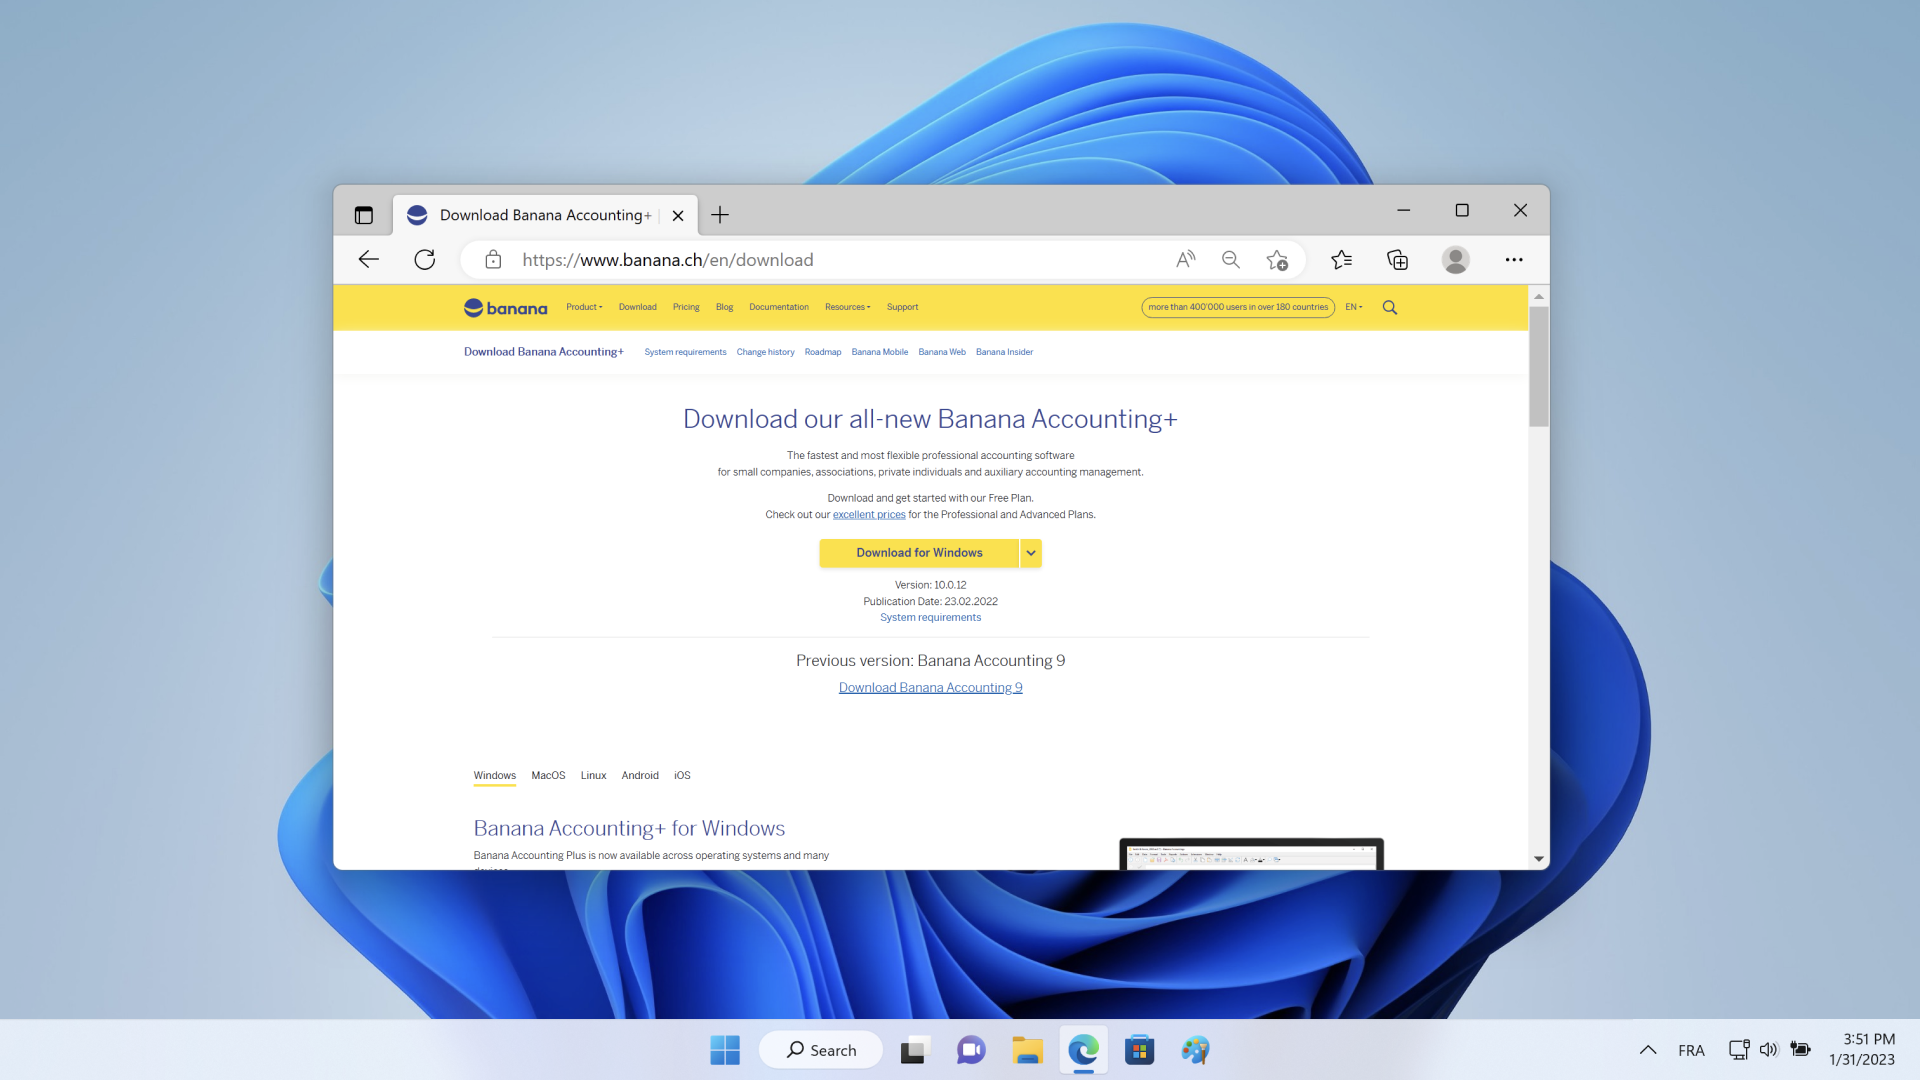 Download Banana Accounting+
https://www.banana.ch/en/download
banana
Product
Download
Pricing
Blog
Documentation
Resources
Support
more than 400'000 users in over 180 countries
EN
Download Banana Accounting+
System requirements
Change history
Roadmap
Banana Mobile
Banana Web
Banana Insider
Download our all-new Banana Accounting+
The fastest and most flexible professional accounting software
for small companies, associations, private individuals and auxiliary accounting management.
Download and get started with our Free Plan.
Check out our excellent prices for the Professional and Advanced Plans.
Download for Windows
Version: 10.0.12
Publication Date: 23.02.2022
System requirements
Previous version: Banana Accounting 9
Download Banana Accounting 9
Windows
MacOS
Linux
Android
iOS
Banana Accounting+ for Windows
Banana Accounting Plus is now available across operating systems and many
Search
FRA
3:51 PM
1/31/2023